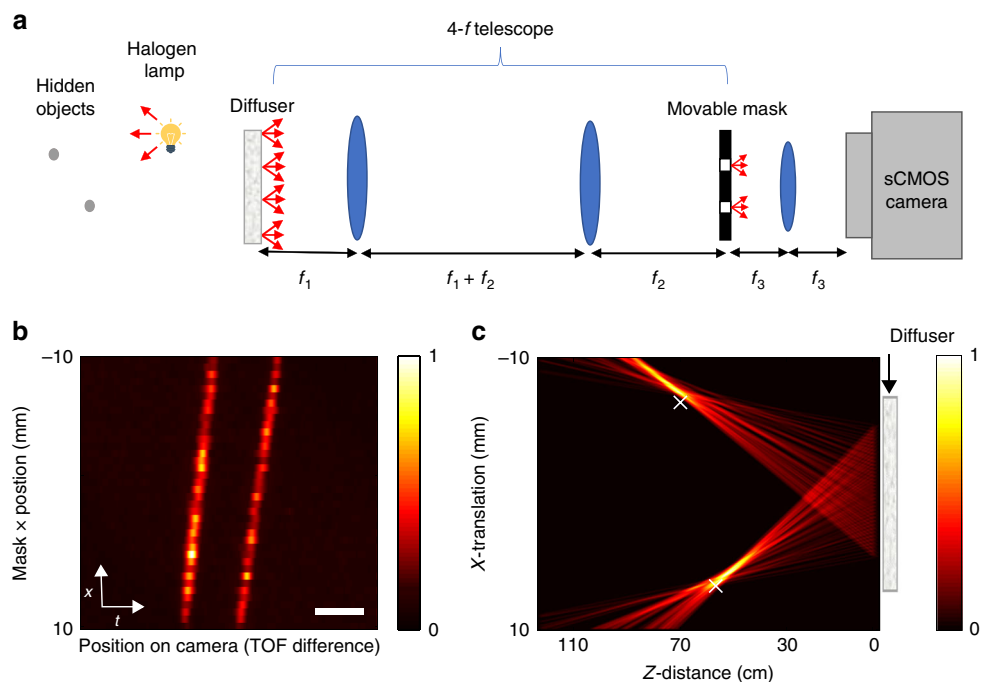 a
4-f telescope
Halogen
lamp
Hidden
objects
Diffuser
Movable mask
sCMOS
camera
f1
f1 + f2
f2
f3
f3
b
–10
Mask × postion (mm)
10
x
t
Position on camera (TOF difference)
1
0
c
Diffuser
–10
X-translation (mm)
10
110
70
30
0
Z-distance (cm)
1
0